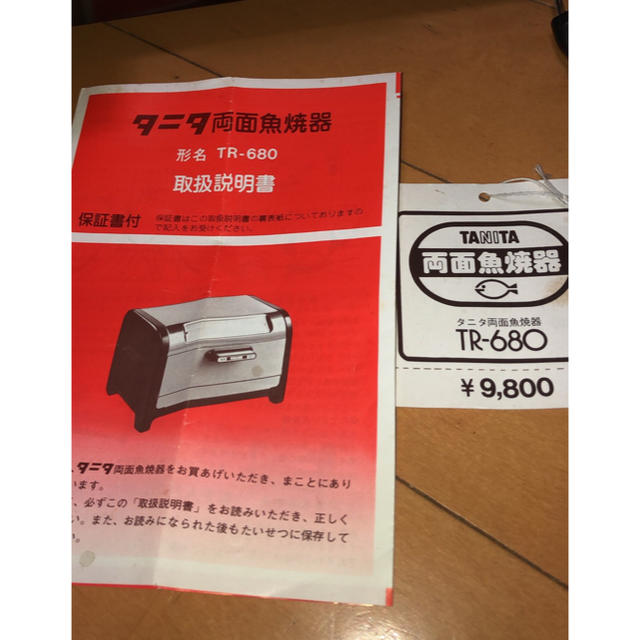 タニタ両面魚焼器
形名 TR-680
取扱説明書
保証書付
保証書はこの取扱説明書の裏表紙についておりますの
で記入をお受けください。
タニタ両面魚焼器をお買あげいただき、まことにあり
います。
、必ずこの「取扱説明書」をお読みいただき、正しく
い。また、お読みになられた後もたいせつに保存して
い。
TANITA
両面魚焼器
タニタ両面魚焼器
TR-680
¥9,800